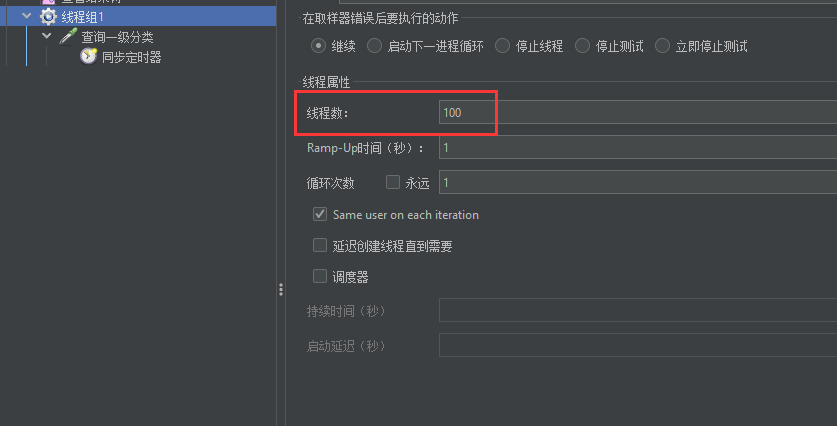 线程组1
查询一级分类
同步定时器
在取样器错误后要执行的动作
继续 启动下一进程循环 停止线程 停止测试 立即停止测试
线程属性
线程数： 100
Ramp-Up时间（秒）： 1
循环次数 永远 1
Same user on each iteration
延迟创建线程直到需要
调度器
持续时间（秒）
启动延迟（秒）